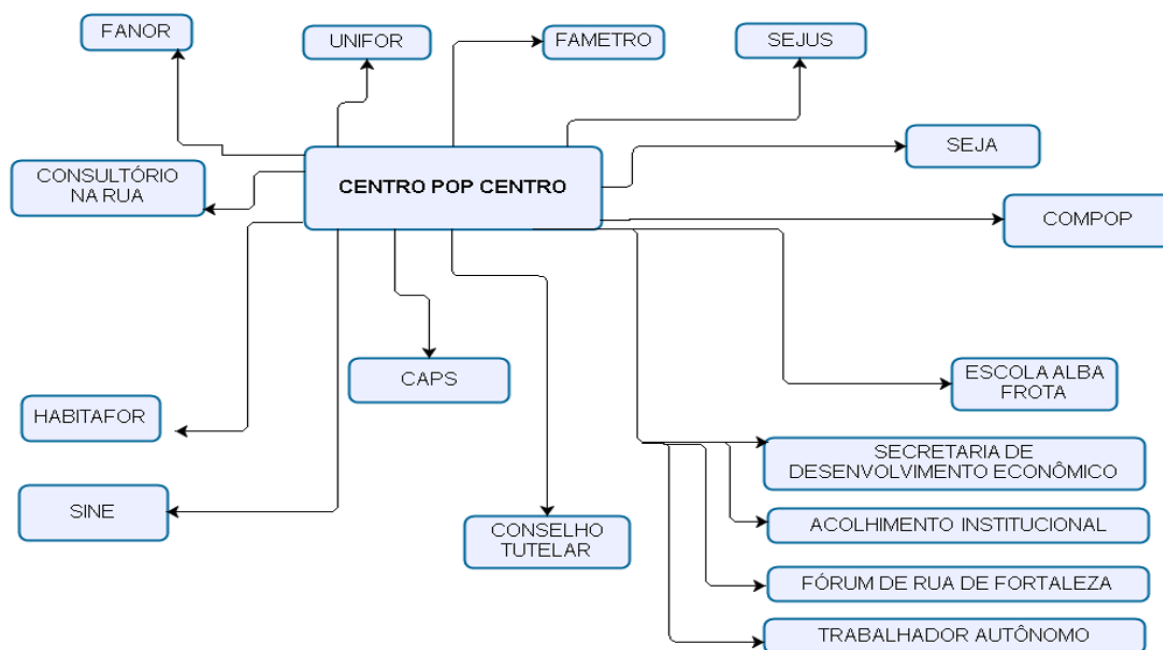 FANOR
UNIFOR
FAMETRO
SEJUS
SEJA
CONSULTÓRIO
NA RUA
CENTRO POP CENTRO
COMPOP
CAPS
ESCOLA ALBA
FROTA
HABITAFOR
SECRETARIA DE
DESENVOLVIMENTO ECONÔMICO
SINE
CONSELHO
TUTELAR
ACOLHIMENTO INSTITUCIONAL
FÓRUM DE RUA DE FORTALEZA
TRABALHADOR AUTÔNOMO